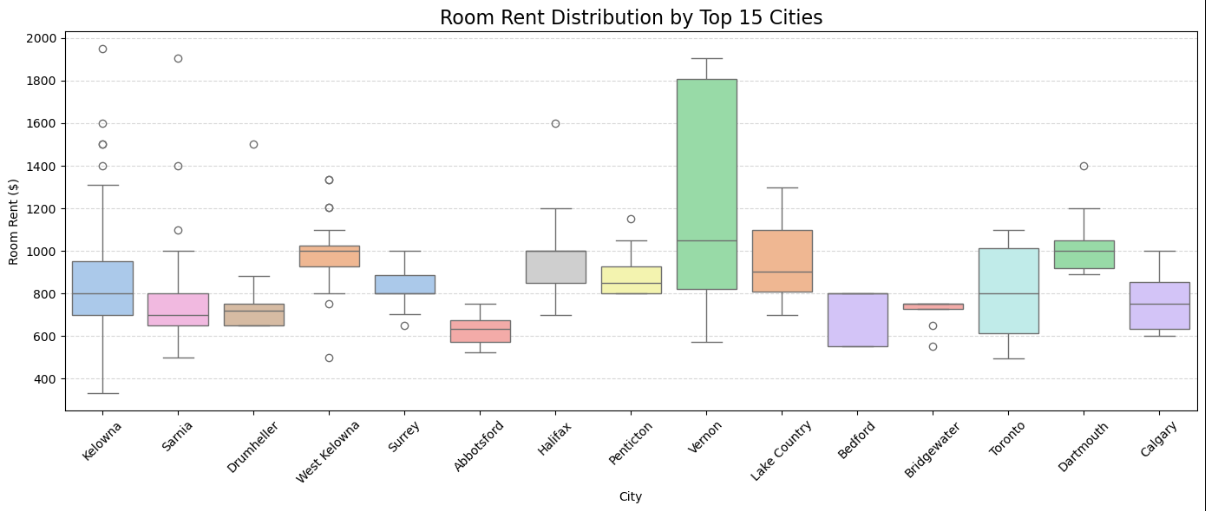 Room Rent Distribution by Top 15 Cities
Room Rent ($)
2000
1800
1600
1400
1200
1000
800
600
400
Kelowna
Sarnia
Drumheller
West Kelowna
Surrey
Abbotsford
Halifax
Penticton
Vernon
Lake Country
Bedford
Bridgewater
Toronto
Dartmouth
Calgary
City